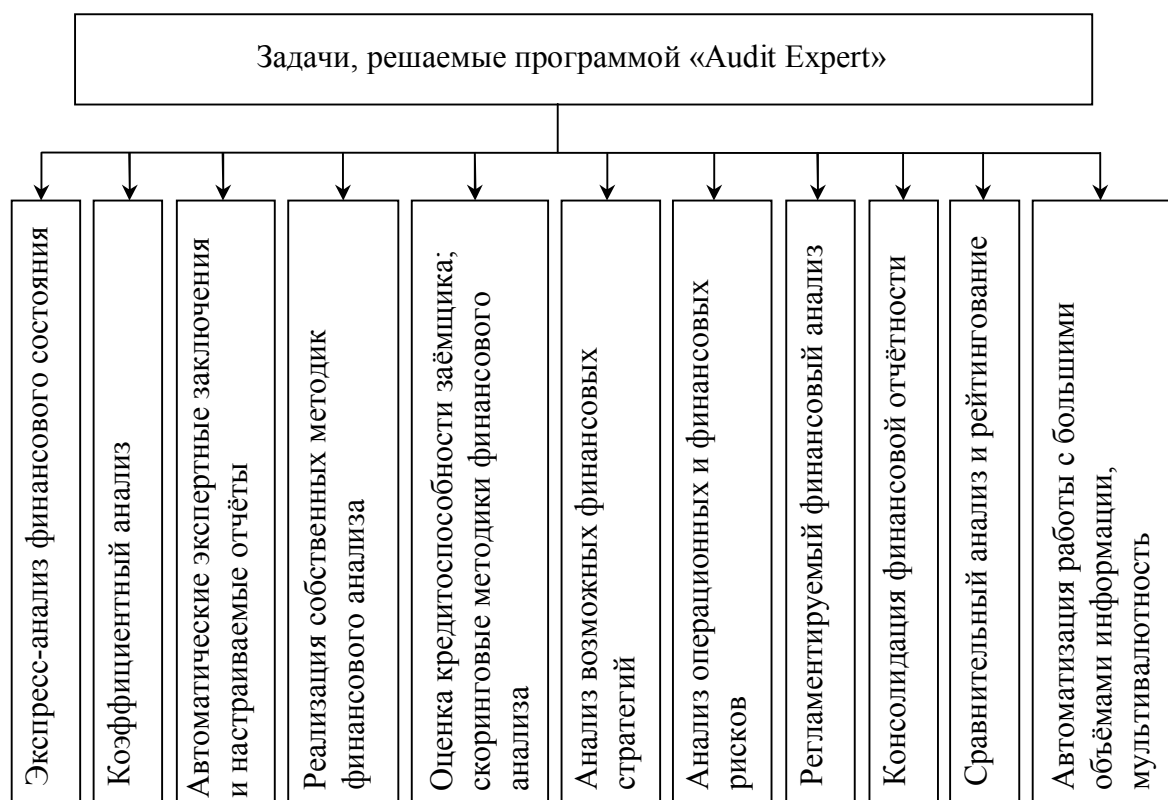 Задачи, решаемые программой «Audit Expert»
Экспресс-анализ финансового состояния
Коэффициентный анализ
Автоматические экспертные заключения
и настраиваемые отчёты
Реализация собственных методик
финансового анализа
Оценка кредитоспособности заёмщика;
скоринговые методики финансового
анализа
Анализ возможных финансовых
стратегий
Анализ операционных и финансовых
рисков
Регламентируемый финансовый анализ
Консолидация финансовой отчётности
Сравнительный анализ и рейтингование
Автоматизация работы с большими
объёмами информации,
мультивалютность